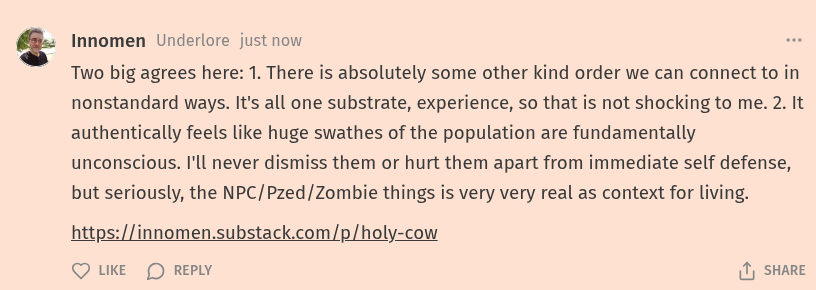 Innomen Underlore just now
Two big agrees here: 1. There is absolutely some other kind order we can connect to in
nonstandard ways. It's all one substrate, experience, so that is not shocking to me. 2. It
authentically feels like huge swathes of the population are fundamentally
unconscious. I'll never dismiss them or hurt them apart from immediate self defense,
but seriously, the NPC/Pzed/Zombie things is very very real as context for living.
https://innomen.substack.com/p/holy-cow
LIKE REPLY SHARE